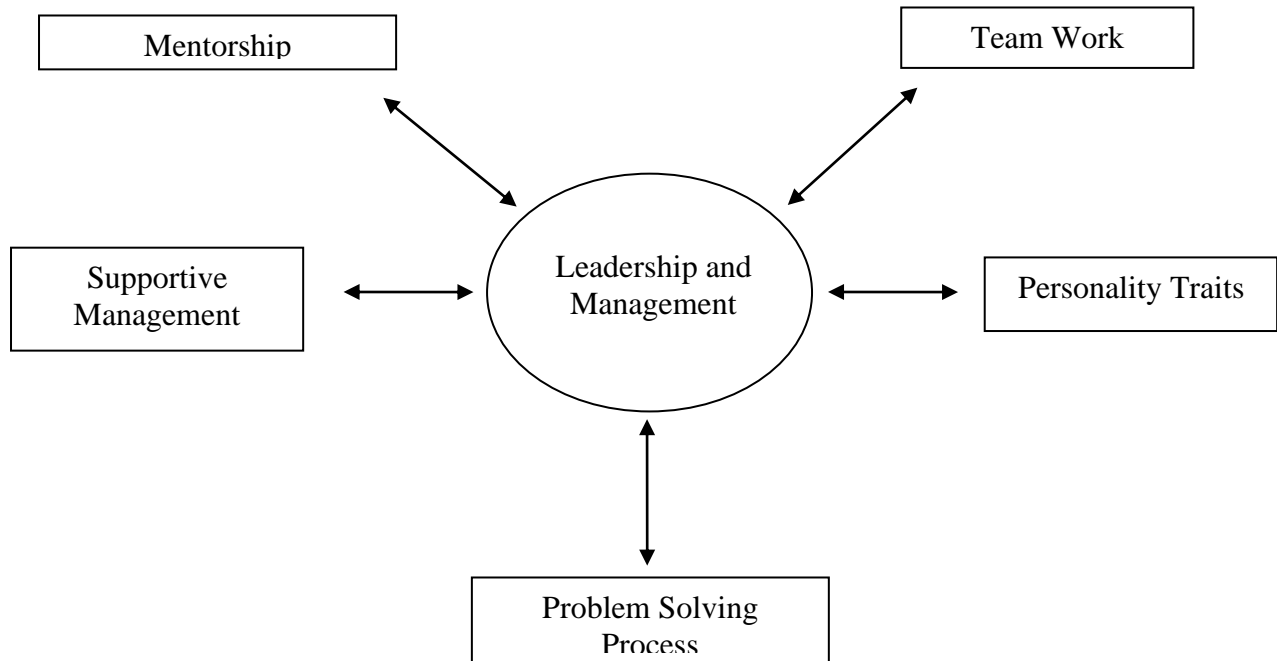 Mentorship
Team Work
Supportive
Management
Leadership and
Management
Personality Traits
Problem Solving
Process